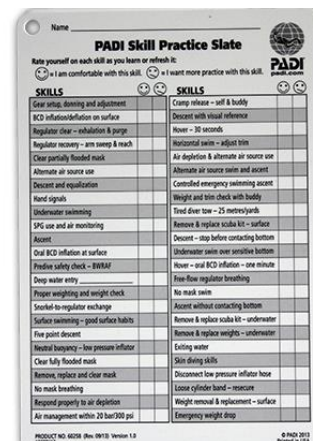 Name
PADI Skill Practice Slate
Rate yourself on each skill as you learn or refresh it:
= I am comfortable with this skill. = I want more practice with this skill.
PADI
padi.com
SKILLS
Gear setup, donning and adjustment
BCD inflation/deflation on surface
Regulator clear – exhalation & purge
Regulator recovery – arm sweep & reach
Clear partially flooded mask
Alternate air source use
Descent and equalization
Hand signals
Underwater swimming
SPG use and air monitoring
Ascent
Oral BCD inflation at surface
Predive safety check – BWRAF
Deep water entry
Proper weighting and weight check
Snorkel-to-regulator exchange
Surface swimming – good surface habits
Five point descent
Neutral buoyancy – low pressure inflator
Clear fully flooded mask
Remove, replace and clear mask
No mask breathing
Respond properly to air depletion
Air management within 20 bar/300 psi
SKILLS
Cramp release – self & buddy
Descent with visual reference
Hover – 30 seconds
Horizontal swim – adjust trim
Air depletion & alternate air source use
Alternate air source use and ascent
Controlled emergency swimming ascent
Weight and trim check with buddy
Tired diver tow – 25 metres/yards
Remove & replace scuba kit – surface
Descent – stop before contacting bottom
Underwater swim over sensitive bottom
Hover – oral BCD inflation – one minute
Free-flow regulator breathing
No mask swim
Ascent without contacting bottom
Remove & replace scuba kit – underwater
Remove & replace weights – underwater
Exiting water
Skin diving skills
Disconnect low pressure inflator hose
Loose cylinder band – resecure
Weight removal & replacement – surface
Emergency weight drop
PRODUCT NO. 60258 (Rev. 09/13) Version 1.0
© PADI 2013